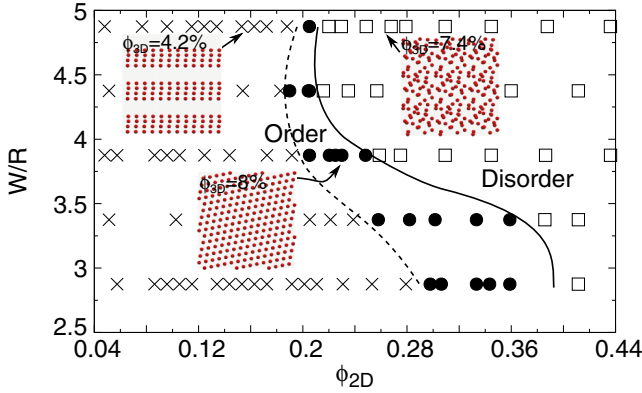 5
4.5
4
3.5
3
2.5
W/R
ϕ3D=4.2%
ϕ3D=7.4%
Order
ϕ3D=8%
Disorder
0.04 0.12 0.2 0.28 0.36 0.44
ϕ2D